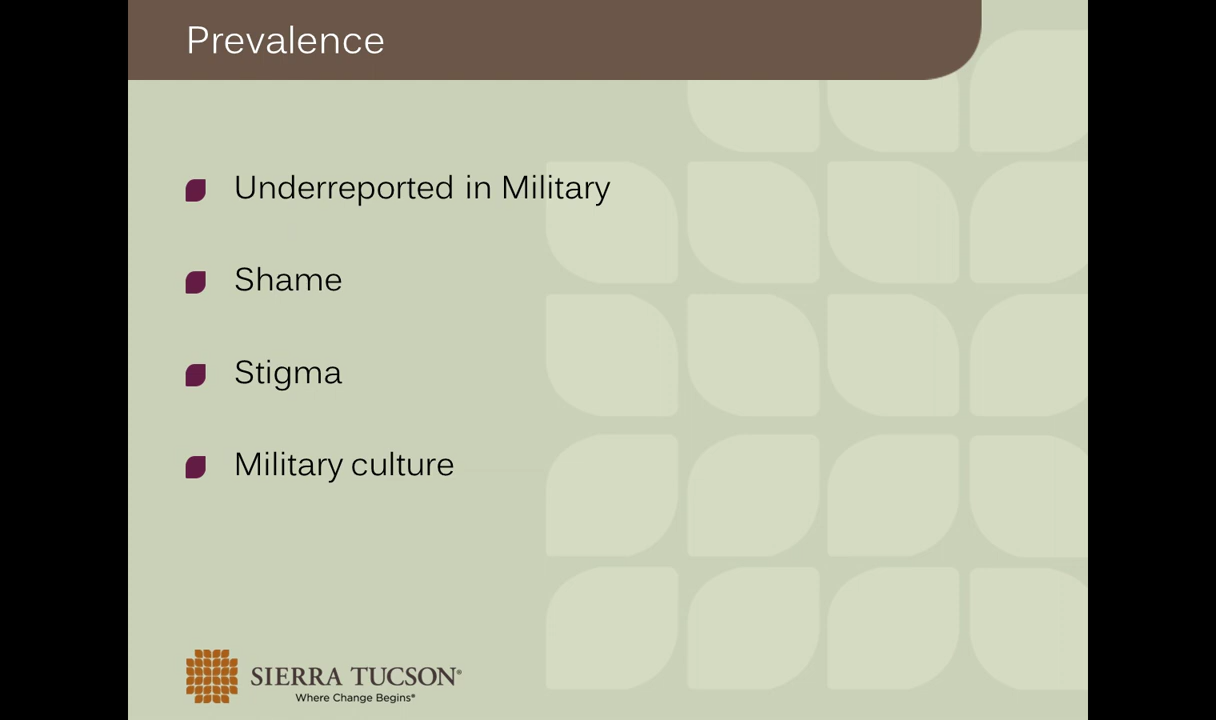 Prevalence
Underreported in Military
Shame
Stigma
Military culture
SIERRA TUCSON®
Where Change Begins®